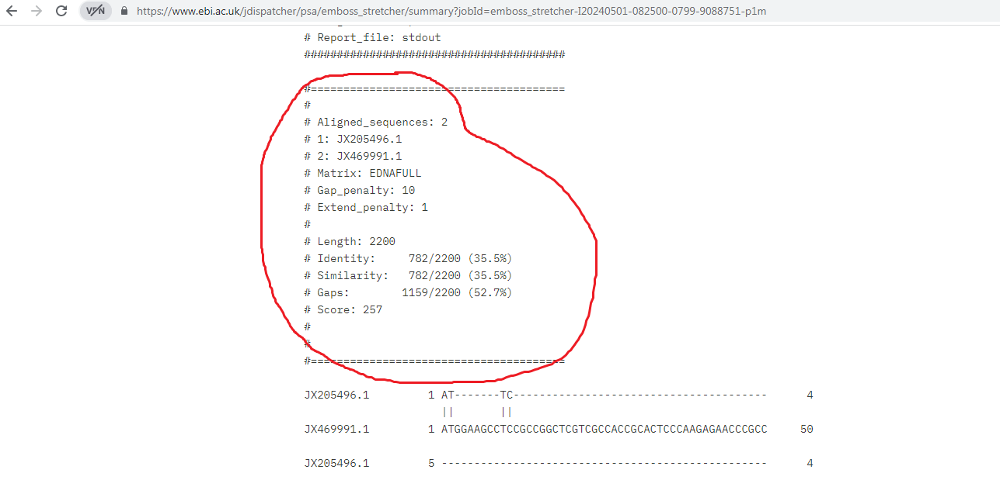 VPN https://www.ebi.ac.uk/jdispatcher/psa/emboss_stretcher/summary?jobId=emboss_stretcher-I20240501-082500-0799-9088751-p1m
# Report_file: stdout
########################################
#=======================================
#
# Aligned_sequences: 2
# 1: JX205496.1
# 2: JX469991.1
# Matrix: EDNAFULL
# Gap_penalty: 10
# Extend_penalty: 1
#
# Length: 2200
# Identity:     782/2200 (35.5%)
# Similarity:   782/2200 (35.5%)
# Gaps:        1159/2200 (52.7%)
# Score: 257
#
#
#=======================================
JX205496.1         1 AT-------TC---------------------------------------      4
||       ||
JX469991.1         1 ATGGAAGCCTCCGCCGGCTCGTCGCCACCGCACTCCCAAGAGAACCCGCC     50
JX205496.1         5 --------------------------------------------------      4